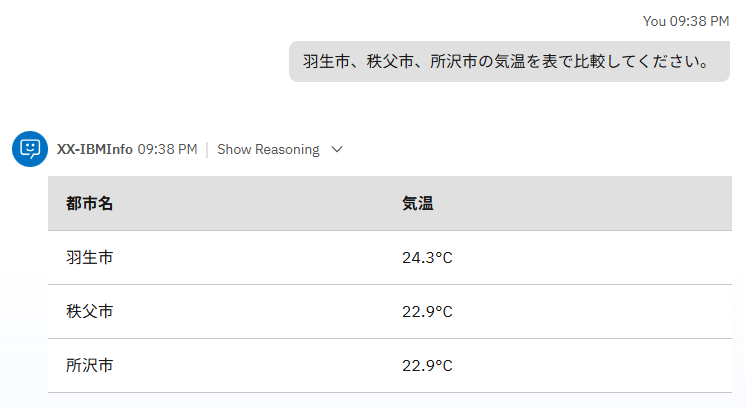 You 09:38 PM
羽生市、秩父市、所沢市の気温を表で比較してください。
XX-IBMInfo 09:38 PM | Show Reasoning
都市名 気温
羽生市 24.3°C
秩父市 22.9°C
所沢市 22.9°C